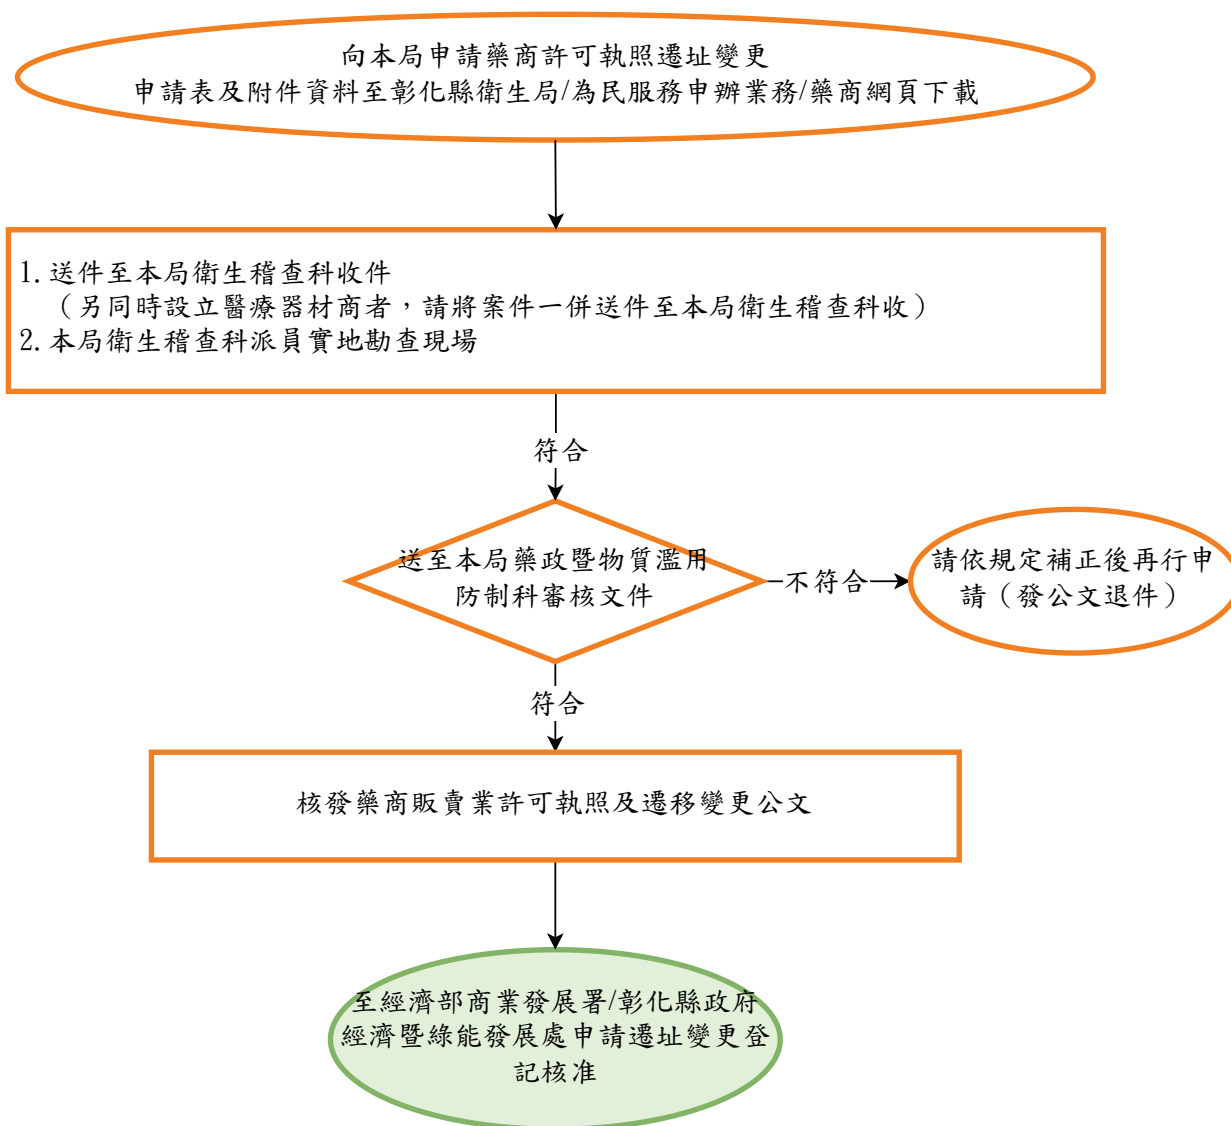 向本局申請藥商許可執照遷址變更
申請表及附件資料至彰化縣衛生局/為民服務申辦業務/藥商網頁下載
1. 送件至本局衛生稽查科收件
（另同時設立醫療器材商者，請將案件一併送件至本局衛生稽查科收）
2. 本局衛生稽查科派員實地勘查現場
符合
送至本局藥政暨物質濫用
防制科審核文件
不符合
請依規定補正後再行申
請（發公文退件）
符合
核發藥商販賣業許可執照及遷移變更公文
至經濟部商業發展署/彰化縣政府
經濟暨綠能發展處申請遷址變更登
記核准